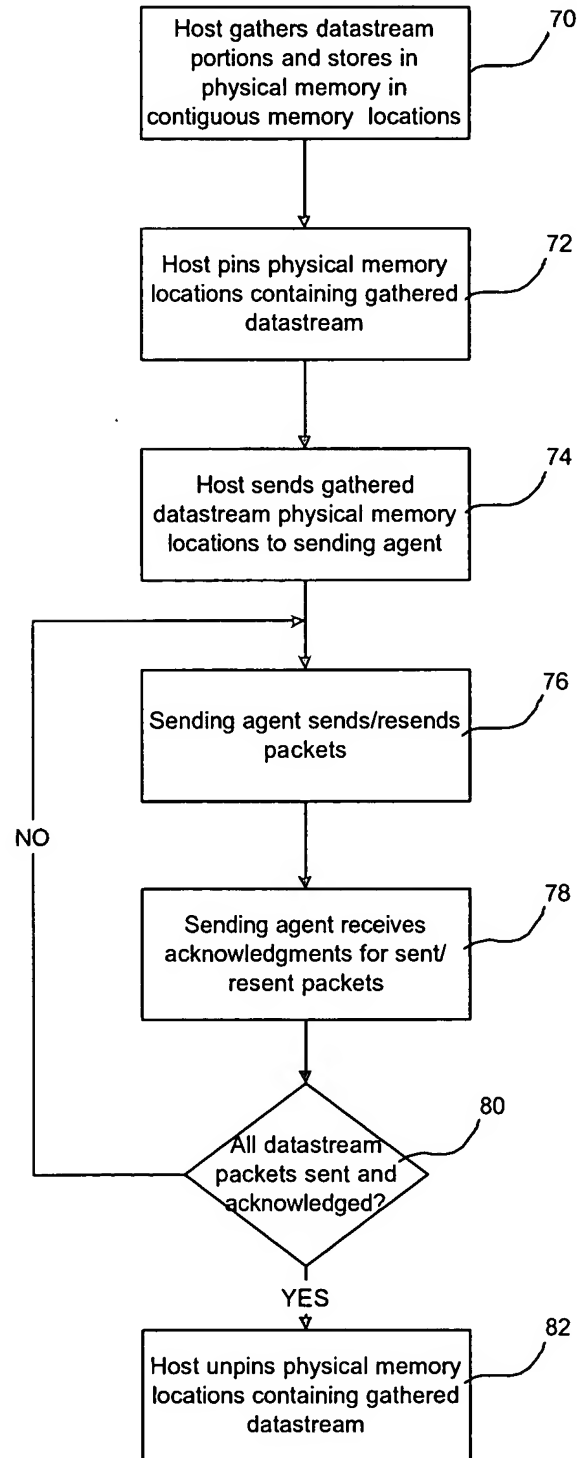 Host gathers datastream
portions and stores in
physical memory in
contiguous memory locations
70
Host pins physical memory
locations containing gathered
datastream
72
Host sends gathered
datastream physical memory
locations to sending agent
74
Sending agent sends/resends
packets
76
NO
Sending agent receives
acknowledgments for sent/
resent packets
78
All datastream
packets sent and
acknowledged?
80
YES
Host unpins physical memory
locations containing gathered
datastream
82